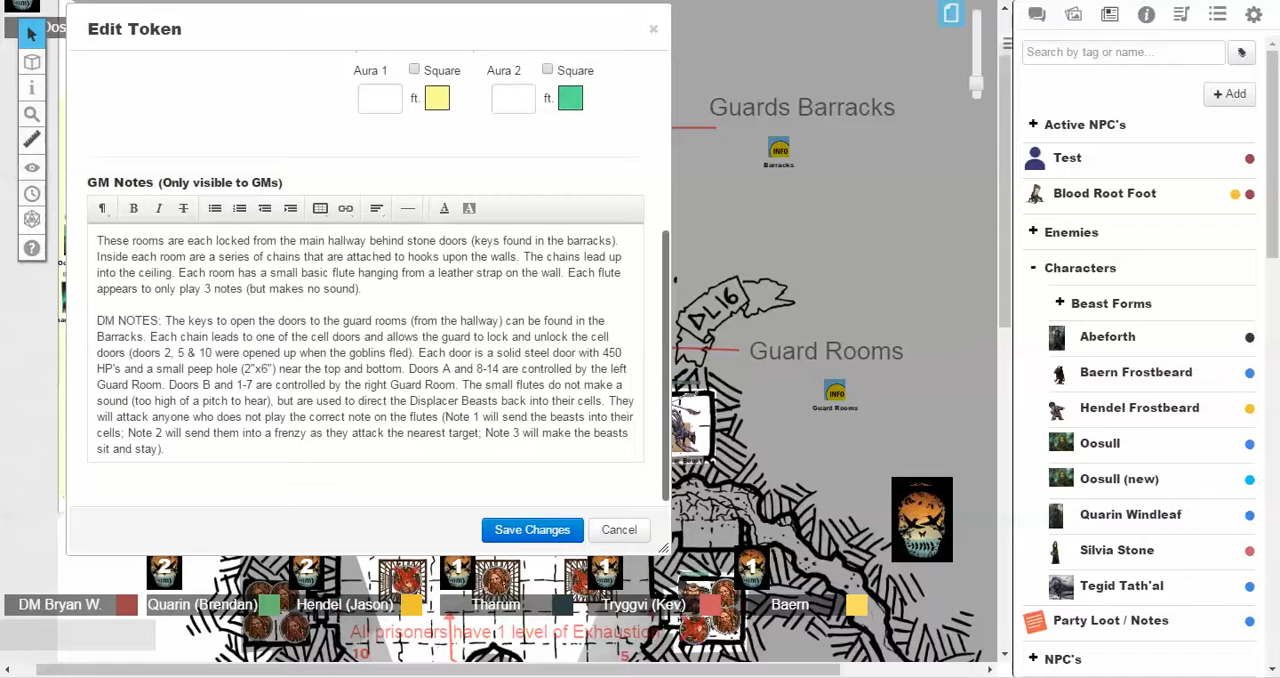 Edit Token
×
Aura 1
Square
Aura 2
Square
ft.
ft.
GM Notes (Only visible to GMs)
These rooms are each locked from the main hallway behind stone doors (keys found in the barracks).
Inside each room are a series of chains that are attached to hooks upon the walls. The chains lead up
into the ceiling. Each room has a small basic flute hanging from a leather strap on the wall. Each flute
appears to only play 3 notes (but makes no sound).
DM NOTES: The keys to open the doors to the guard rooms (from the hallway) can be found in the
Barracks. Each chain leads to one of the cell doors and allows the guard to lock and unlock the cell
doors (doors 2, 5 & 10 were opened up when the goblins fled). Each door is a solid steel door with 450
HP's and a small peep hole (2"x6") near the top and bottom. Doors A and 8-14 are controlled by the left
Guard Room. Doors B and 1-7 are controlled by the right Guard Room. The small flutes do not make a
sound (too high of a pitch to hear), but are used to direct the Displacer Beasts back into their cells. They
will attack anyone who does not play the correct note on the flutes (Note 1 will send the beasts into their
cells; Note 2 will send them into a frenzy as they attack the nearest target; Note 3 will make the beasts
sit and stay).
Save Changes
Cancel
Guards Barracks
INFO
Barracks
DL16
Guard Rooms
INFO
Guard Rooms
2
2
1
1
1
DM Bryan W.
Quarin (Brendan)
Hendel (Jason)
Tharum
Tryggvi (Kev)
Baern
All prisoners have 1 level of Exhaustion
10
5
Search by tag or name...
+ Add
+ Active NPC's
Test
Blood Root Foot
+ Enemies
- Characters
+ Beast Forms
Abeforth
Baern Frostbeard
Hendel Frostbeard
Oosull
Oosull (new)
Quarin Windleaf
Silvia Stone
Tegid Tath'al
Party Loot / Notes
+ NPC's